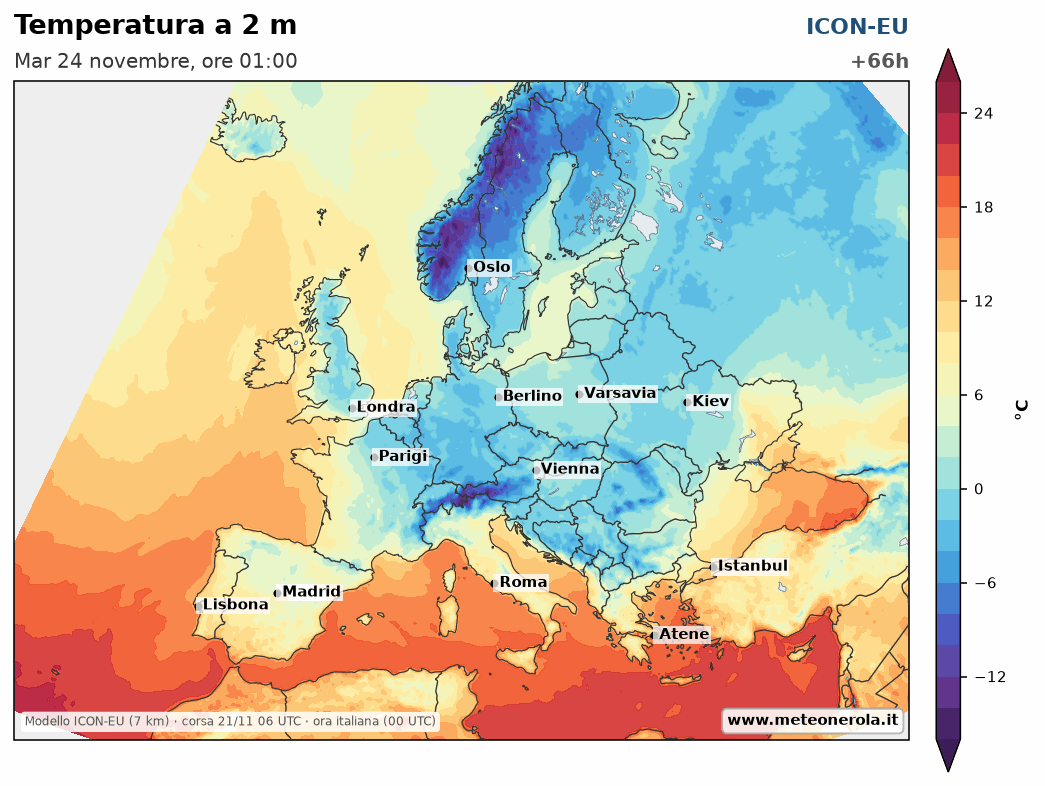 Temperatura a 2 m
ICON-EU
Mar 24 novembre, ore 01:00
+66h
24
18
12
6
0
−6
−12
°C
Oslo
Berlino
Varsavia
Kiev
Londra
Parigi
Vienna
Istanbul
Roma
Madrid
Lisbona
Atene
Modello ICON-EU (7 km) · corsa 21/11 06 UTC · ora italiana (00 UTC)
www.meteonerola.it